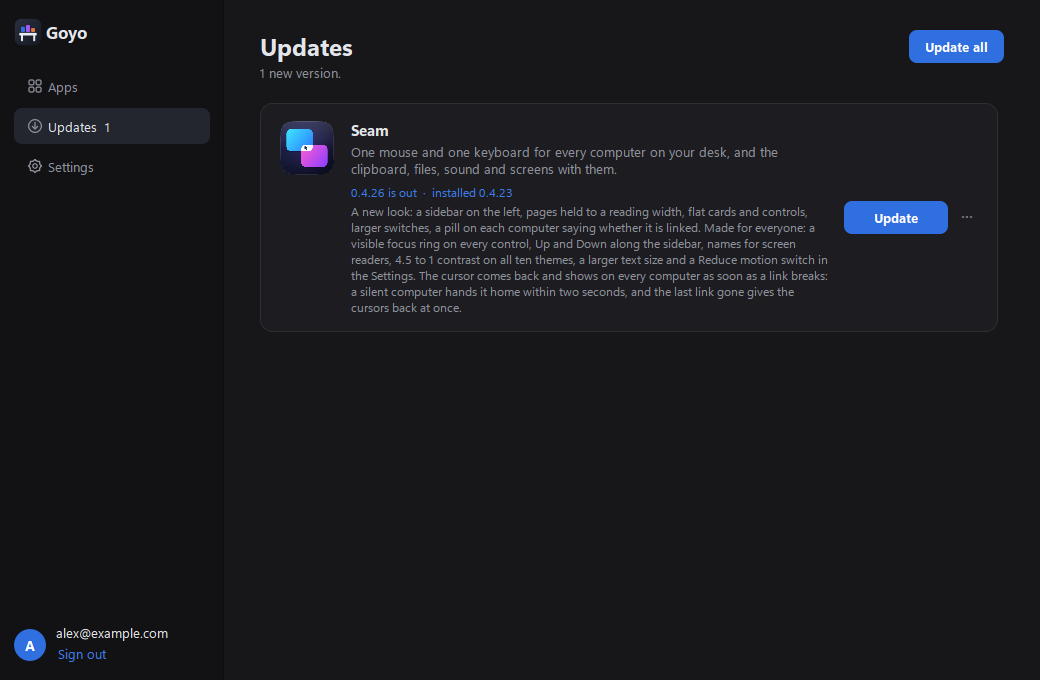 Goyo
Apps
Updates 1
Settings
alex@example.com
Sign out
A
Updates
1 new version.
Update all
Seam
One mouse and one keyboard for every computer on your desk, and the
clipboard, files, sound and screens with them.
0.4.26 is out · installed 0.4.23
A new look: a sidebar on the left, pages held to a reading width, flat cards and controls,
larger switches, a pill on each computer saying whether it is linked. Made for everyone: a
visible focus ring on every control, Up and Down along the sidebar, names for screen
readers, 4.5 to 1 contrast on all ten themes, a larger text size and a Reduce motion switch in
the Settings. The cursor comes back and shows on every computer as soon as a link breaks:
a silent computer hands it home within two seconds, and the last link gone gives the
cursors back at once.
Update
···